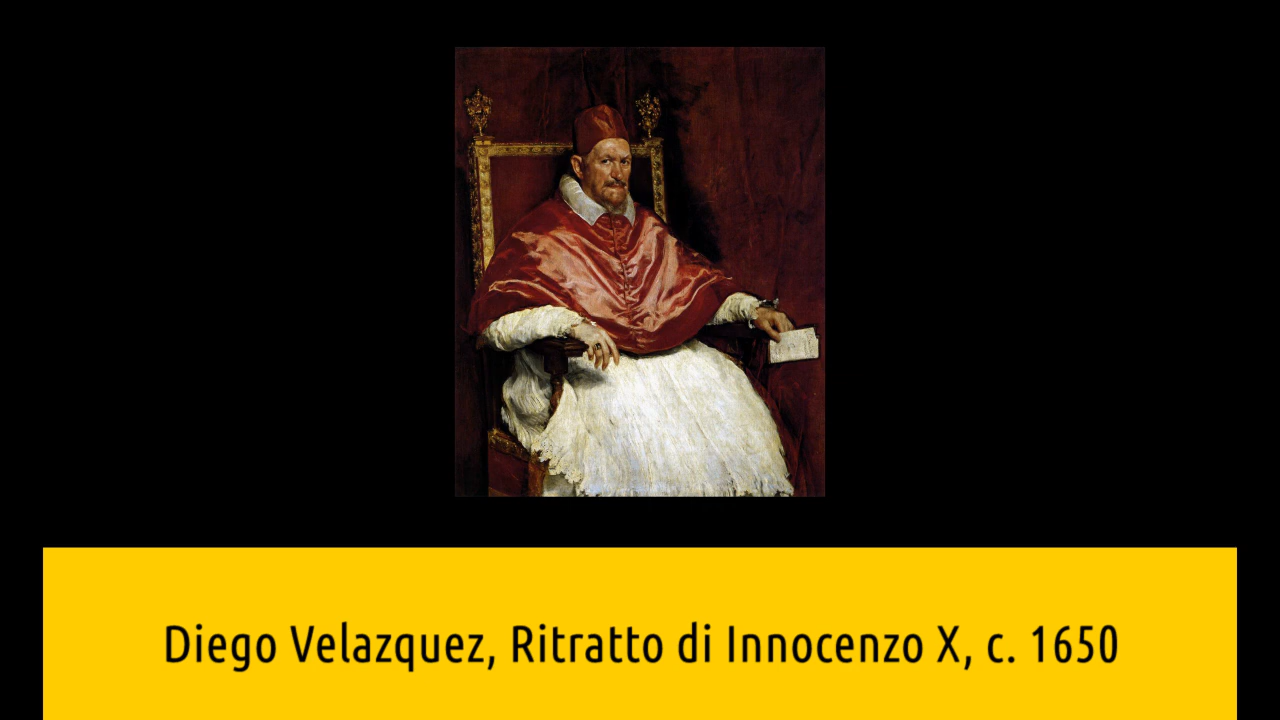 Diego Velazquez, Ritratto di Innocenzo X, c. 1650